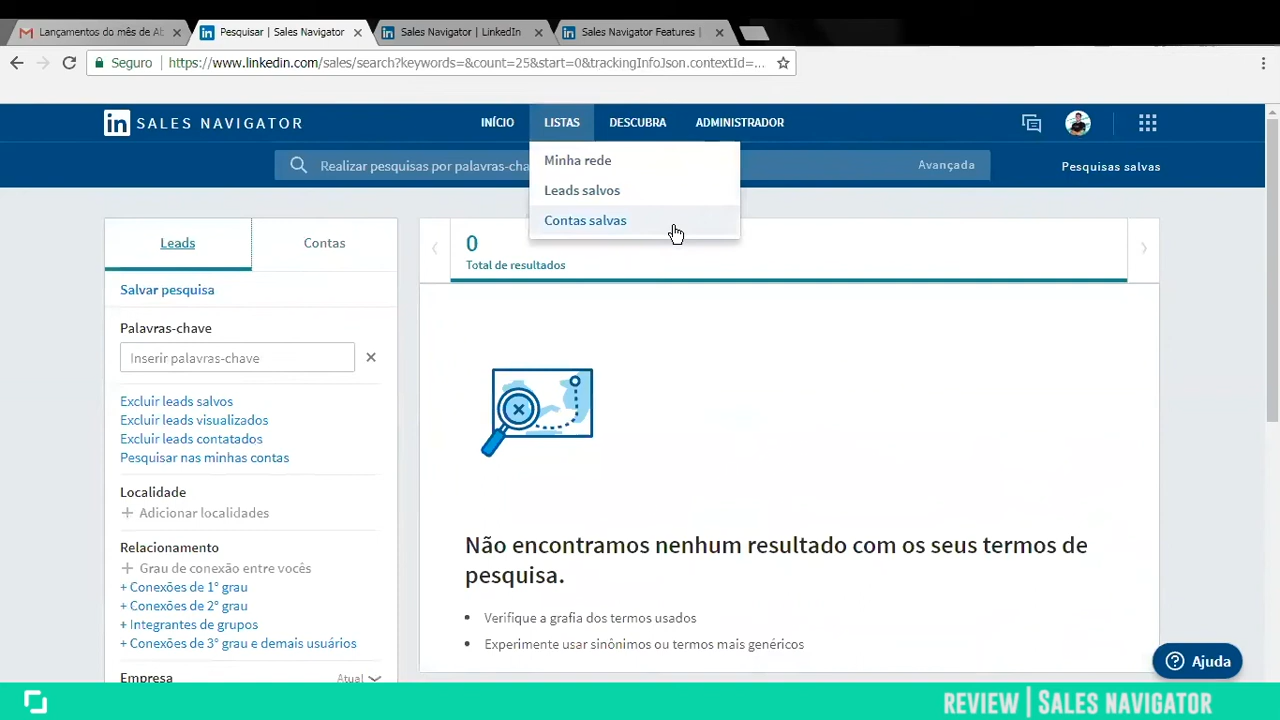 Lançamentos do mês de Ab
Pesquisar | Sales Navigator
Sales Navigator | LinkedIn
Sales Navigator Features |
Seguro
https://www.linkedin.com/sales/search?keywords=&count=25&start=0&trackingInfoJson.contextId=...
in SALES NAVIGATOR
INÍCIO
LISTAS
DESCUBRA
ADMINISTRADOR
Realizar pesquisas por palavras-cha
Avançada
Pesquisas salvas
Minha rede
Leads salvos
Contas salvas
Leads
Contas
0
Total de resultados
Salvar pesquisa
Palavras-chave
Inserir palavras-chave
Excluir leads salvos
Excluir leads visualizados
Excluir leads contatados
Pesquisar nas minhas contas
Localidade
+ Adicionar localidades
Relacionamento
+ Grau de conexão entre vocês
+ Conexões de 1° grau
+ Conexões de 2° grau
+ Integrantes de grupos
+ Conexões de 3° grau e demais usuários
Empresa
Atual
Não encontramos nenhum resultado com os seus termos de
pesquisa.
• Verifique a grafia dos termos usados
• Experimente usar sinônimos ou termos mais genéricos
? Ajuda
REVIEW | SALES NAVIGATOR